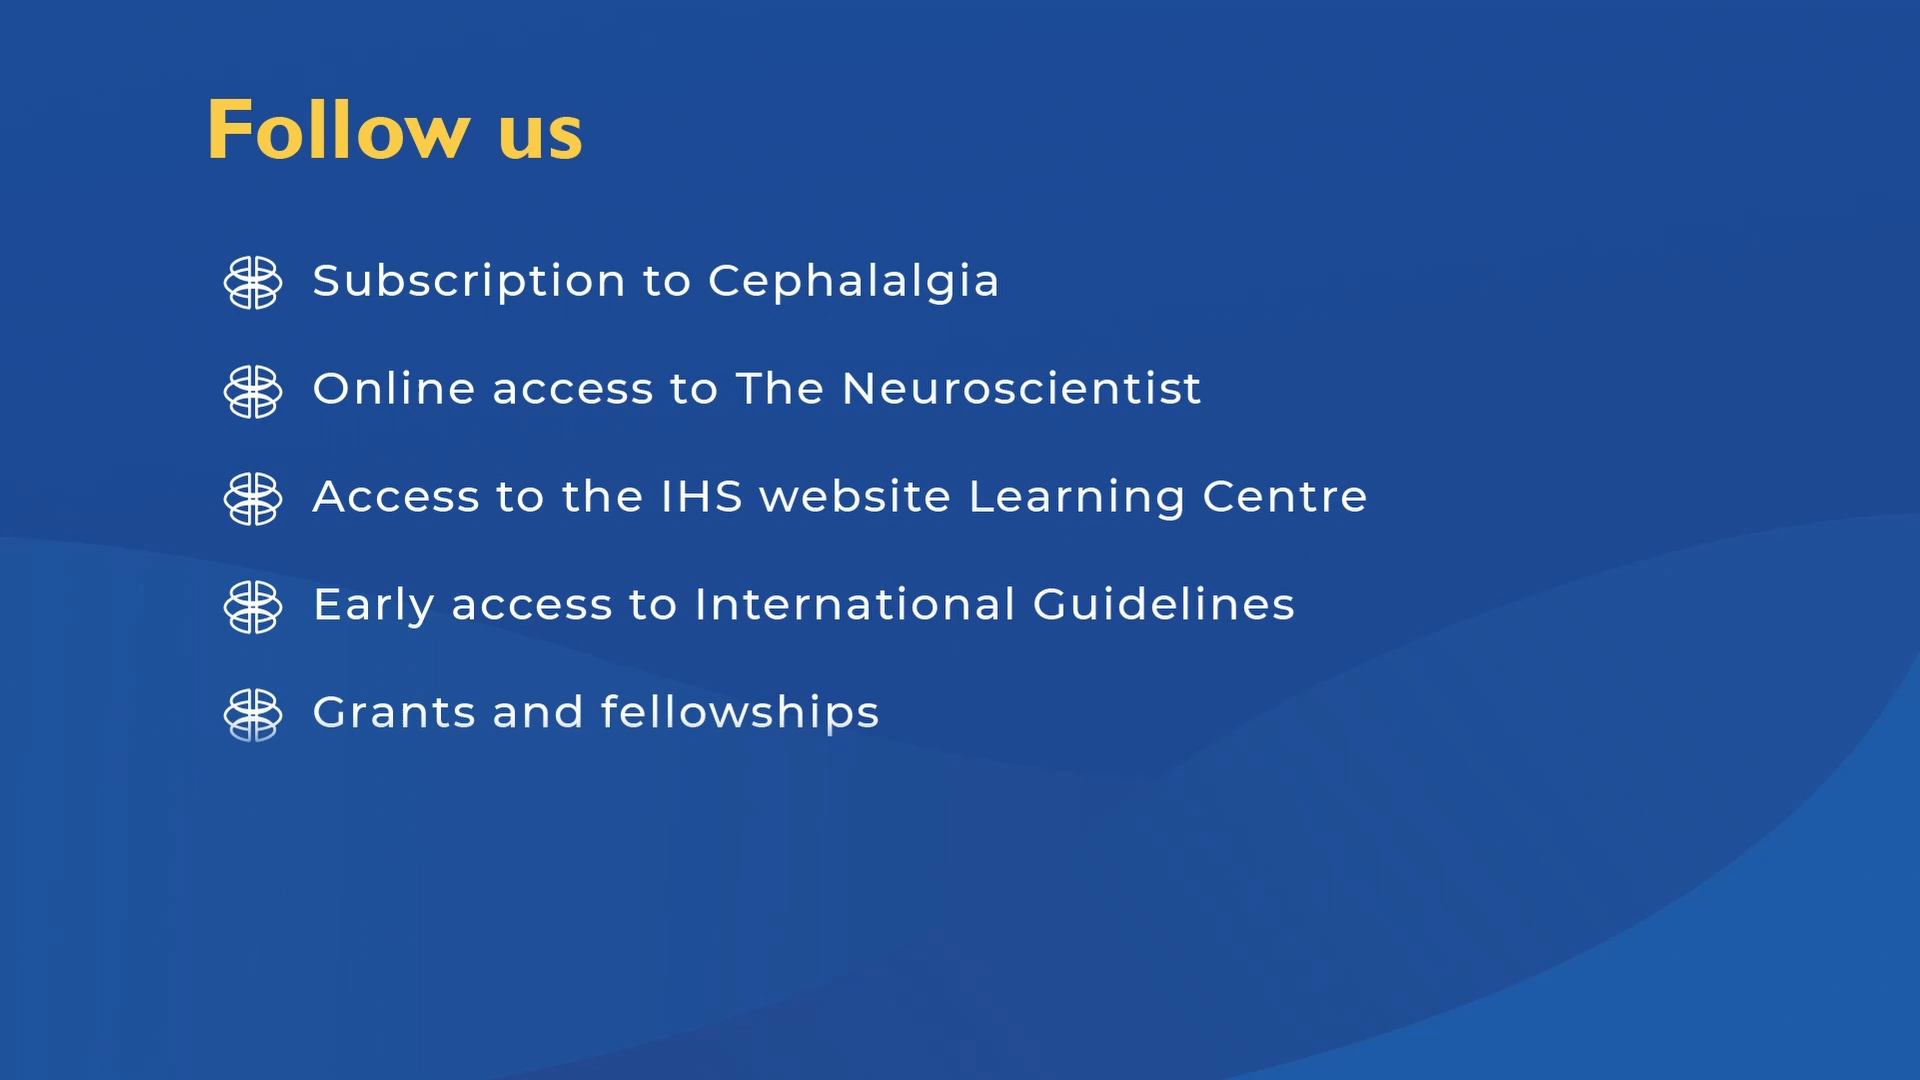 Follow us
Subscription to Cephalalgia
Online access to The Neuroscientist
Access to the IHS website Learning Centre
Early access to International Guidelines
Grants and fellowships